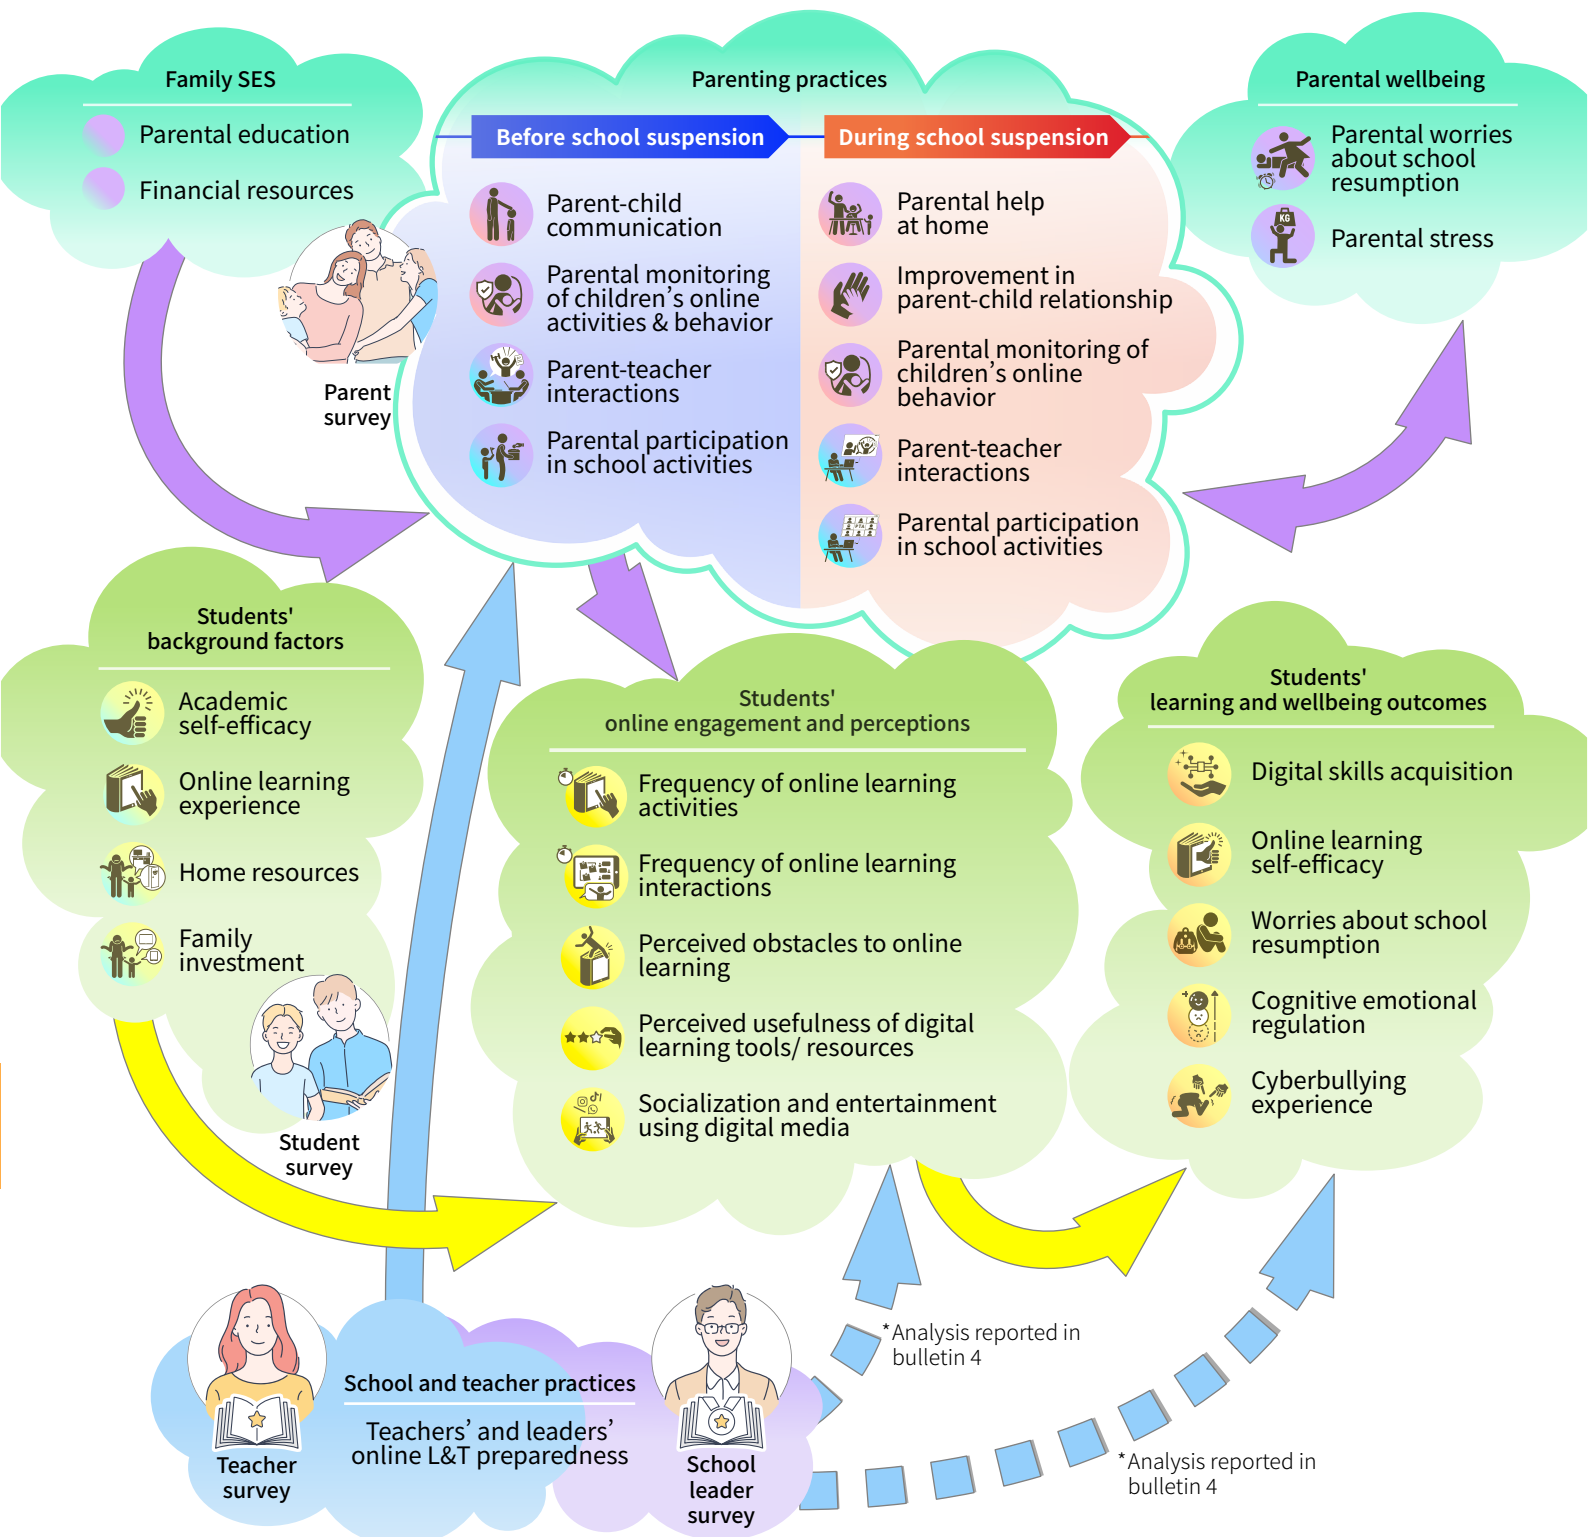 Family SES
Parental education
Financial resources
Parent
survey
Parenting practices
Before school suspension
Parent-child
communication
Parental monitoring
of children’s online
activities & behavior
Parent-teacher
interactions
Parental participation
in school activities
During school suspension
Parental help
at home
Improvement in
parent-child relationship
Parental monitoring of
children’s online
behavior
Parent-teacher
interactions
PTA
Parental participation
in school activities
Parental wellbeing
Parental worries
about school
resumption
KG
Parental stress
Students'
background factors
Academic
self-efficacy
Online learning
experience
Home resources
Family
investment
Student
survey
Students'
online engagement and perceptions
Frequency of online learning
activities
Frequency of online learning
interactions
Perceived obstacles to online
learning
Perceived usefulness of digital
learning tools/ resources
Socialization and entertainment
using digital media
Students'
learning and wellbeing outcomes
Digital skills acquisition
Online learning
self-efficacy
Worries about school
resumption
Cognitive emotional
regulation
Cyberbullying
experience
*Analysis reported in
bulletin 4
School and teacher practices
Teachers’ and leaders’
online L&T preparedness
Teacher
survey
School
leader
survey
*Analysis reported in
bulletin 4